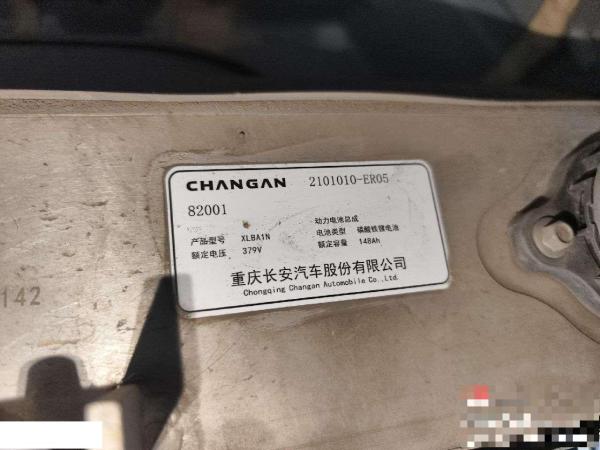 CHANGAN 2101010-ER05
82001
动力电池总成
产品型号 XLBA1N 电池类型 磷酸铁锂电池
额定电压 379V 额定容量 148Ah
重庆长安汽车股份有限公司
Chongqing Changan Automobile Co.,Ltd.
142